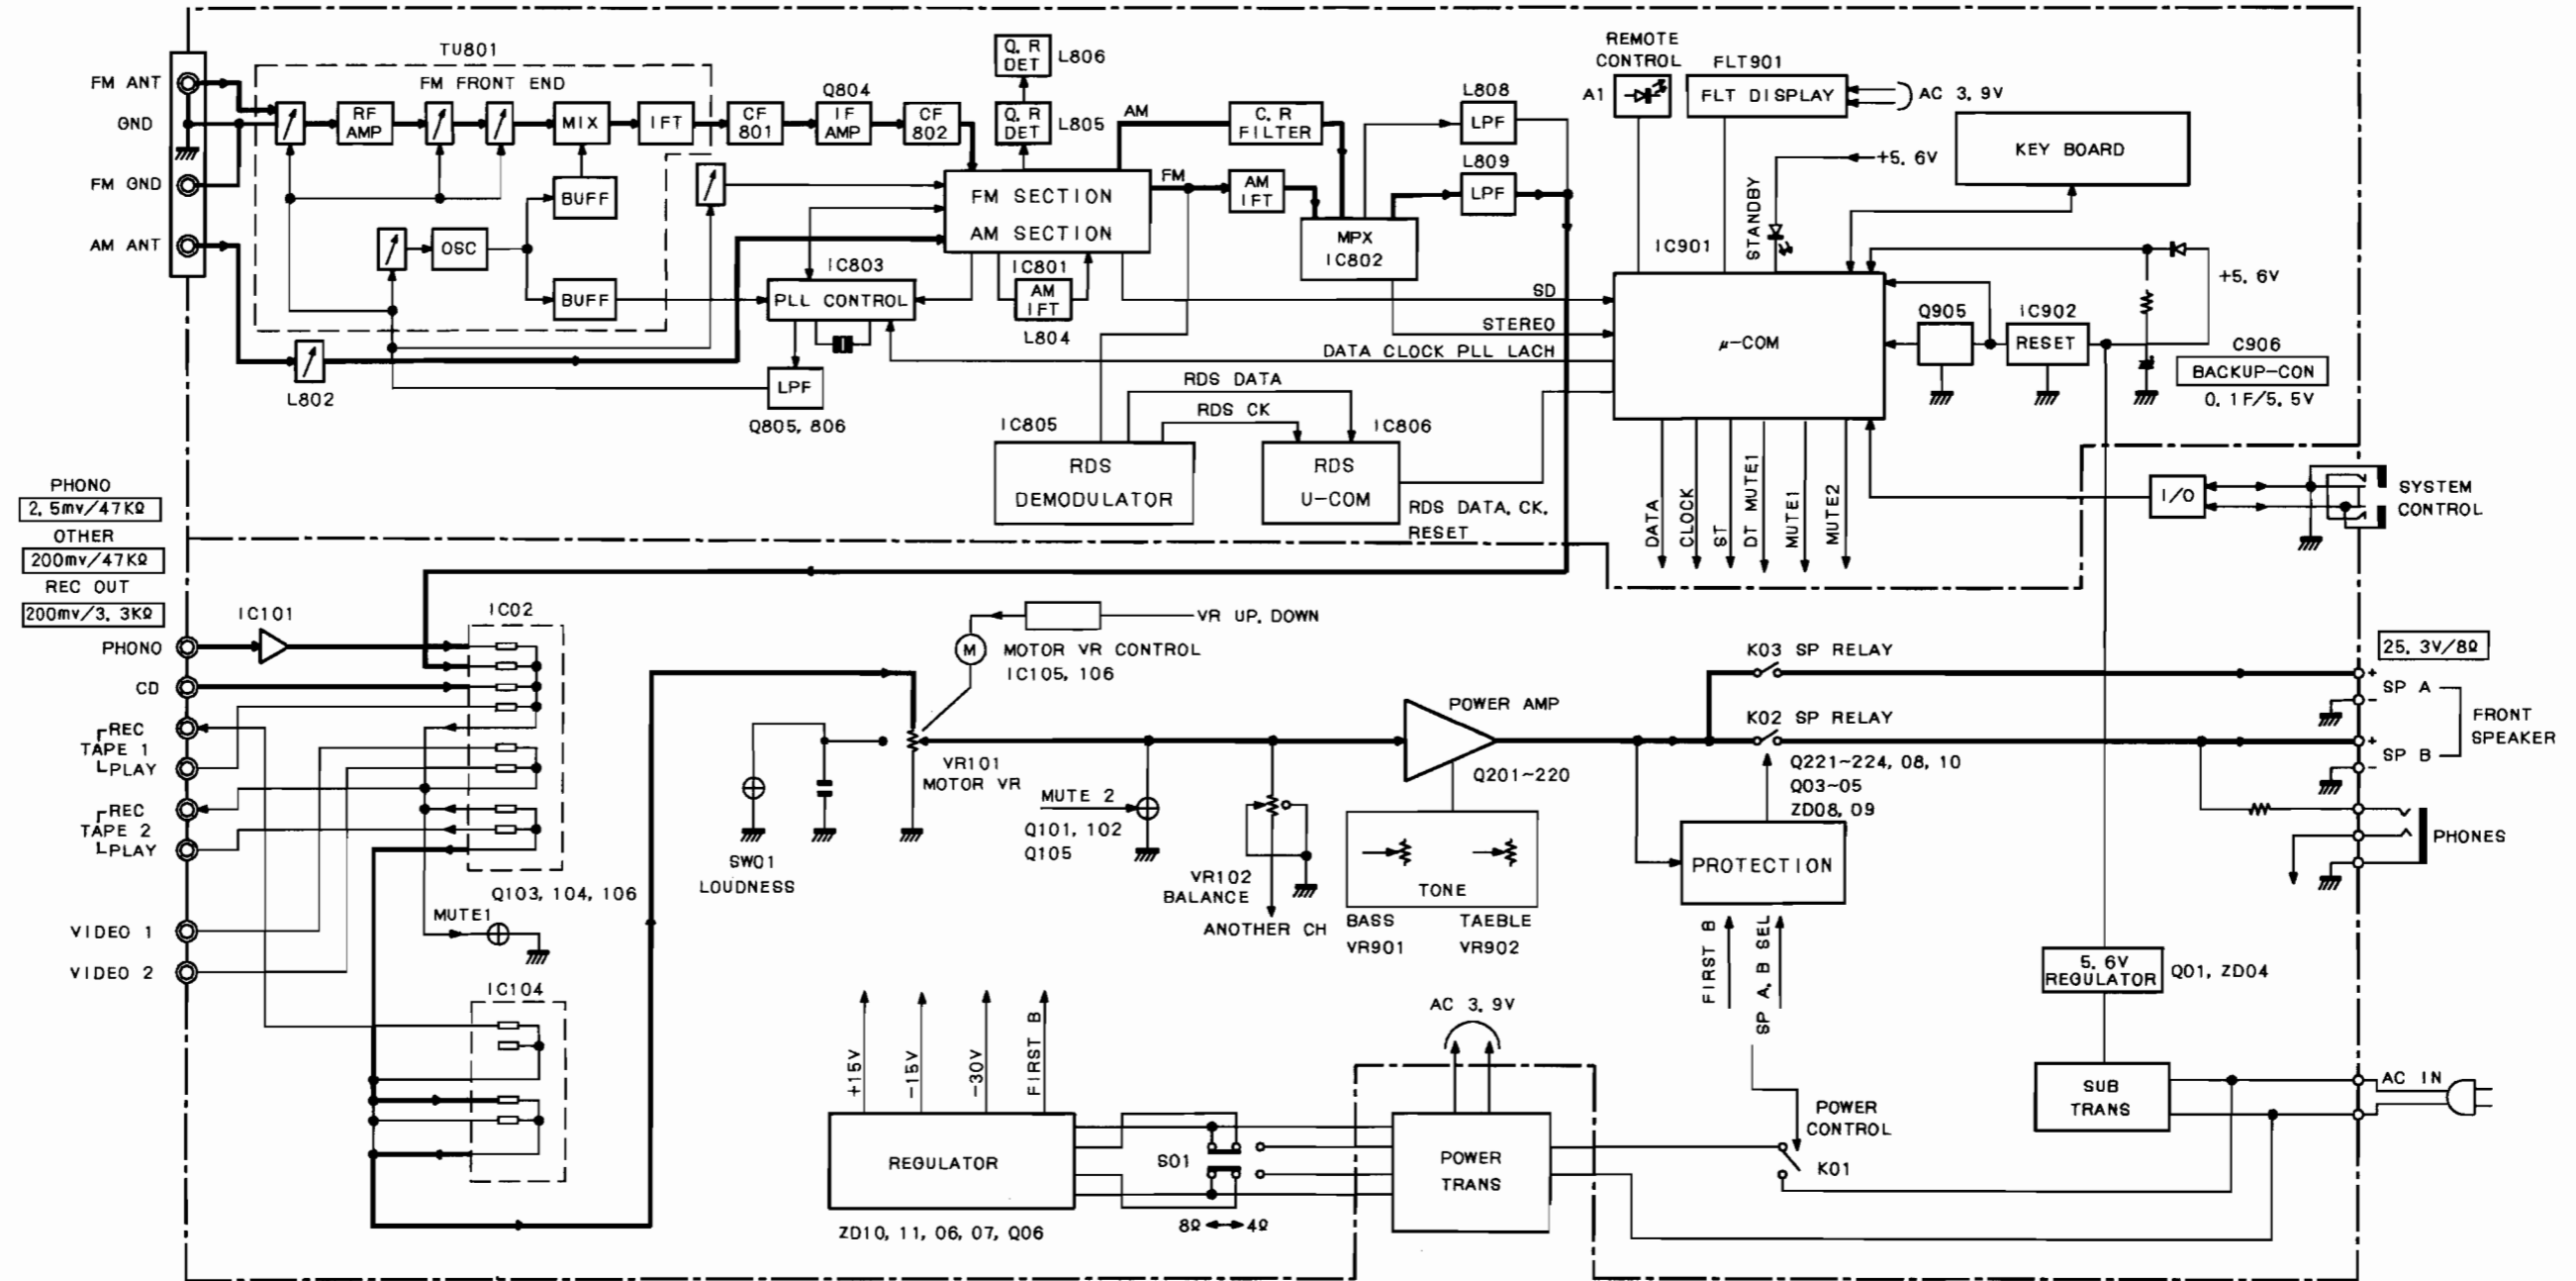 TU801
FM FRONT END
FM ANT
GND
FM GND
AM ANT
RF
AMP
MIX
IFT
BUFF
OSC
BUFF
L802
CF
801
Q804
IF
AMP
CF
802
Q.R
DET
L806
Q.R
DET
L805
AM
C.R
FILTER
FM
AM
IFT
FM SECTION
AM SECTION
IC801
AM
IFT
L804
IC803
PLL CONTROL
LPF
Q805, 806
MPX
IC802
L808
LPF
L809
LPF
SD
STEREO
DATA CLOCK PLL LACH
RDS DATA
RDS CK
IC805
RDS
DEMODULATOR
IC806
RDS
U-COM
RDS DATA, CK,
RESET
REMOTE
CONTROL
A1
FLT901
FLT DISPLAY
AC 3, 9V
+5, 6V
STANDBY
KEY BOARD
IC901
μ-COM
Q905
IC902
RESET
+5, 6V
C906
BACKUP-CON
0, 1F/5, 5V
DATA
CLOCK
ST
DT MUTE1
MUTE1
MUTE2
I/O
SYSTEM
CONTROL
PHONO
2, 5mv/47KΩ
OTHER
200mv/47KΩ
REC OUT
200mv/3, 3KΩ
PHONO
CD
REC
TAPE 1
PLAY
REC
TAPE 2
PLAY
VIDEO 1
VIDEO 2
IC101
IC02
Q103, 104, 106
MUTE1
IC104
VR UP, DOWN
M
MOTOR VR CONTROL
IC105, 106
VR101
MOTOR VR
SW01
LOUDNESS
MUTE 2
Q101, 102
Q105
VR102
BALANCE
ANOTHER CH
POWER AMP
Q201~220
TONE
BASS
VR901
TAEBLE
VR902
K03 SP RELAY
K02 SP RELAY
Q221~224, 08, 10
Q03~05
ZD08, 09
PROTECTION
FIRST B
SP A, B SEL
25, 3V/8Ω
+
SP A
-
+
SP B
-
FRONT
SPEAKER
PHONES
5, 6V
REGULATOR
Q01, ZD04
SUB
TRANS
AC IN
POWER
CONTROL
K01
AC 3, 9V
POWER
TRANS
+15V
-15V
-30V
FIRST B
REGULATOR
ZD10, 11, 06, 07, Q06
S01
8Ω
4Ω